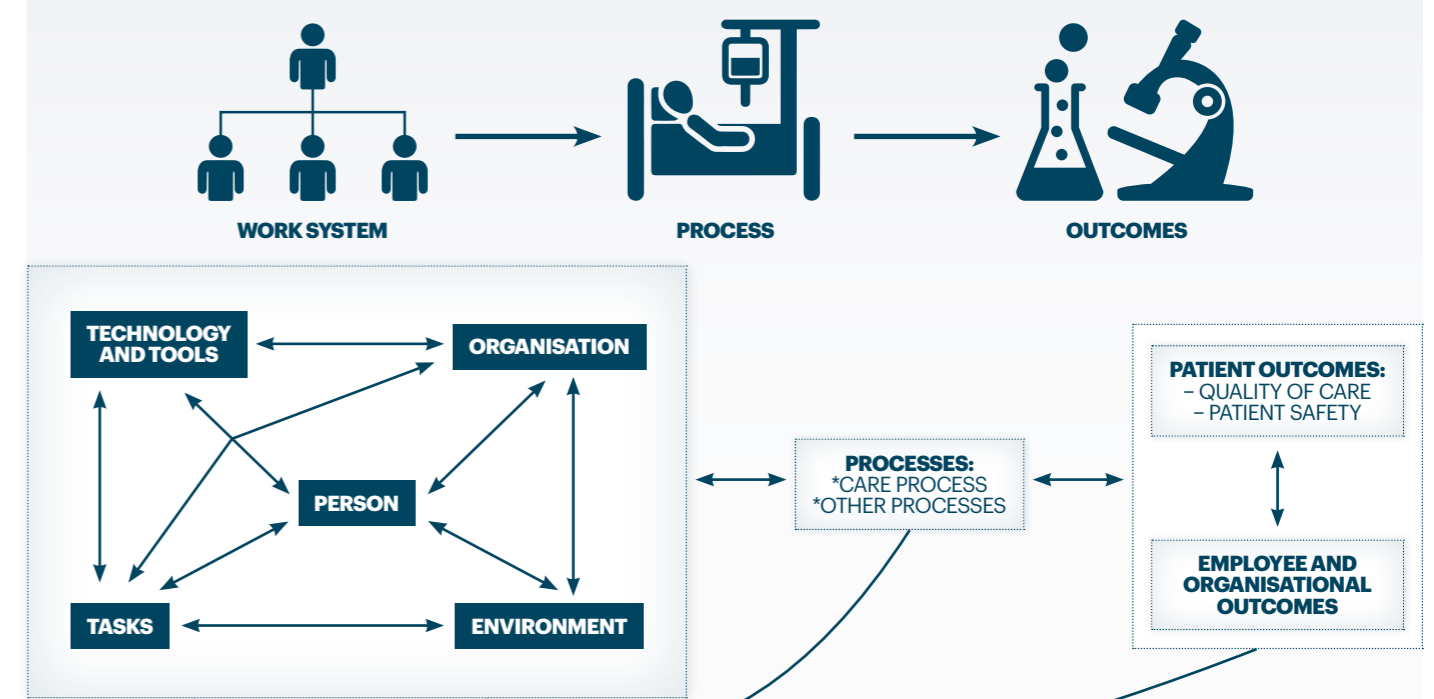 WORK SYSTEM
PROCESS
OUTCOMES
TECHNOLOGY
AND TOOLS
ORGANISATION
PERSON
TASKS
ENVIRONMENT
PROCESSES:
*CARE PROCESS
*OTHER PROCESSES
PATIENT OUTCOMES:
– QUALITY OF CARE
– PATIENT SAFETY
EMPLOYEE AND
ORGANISATIONAL
OUTCOMES